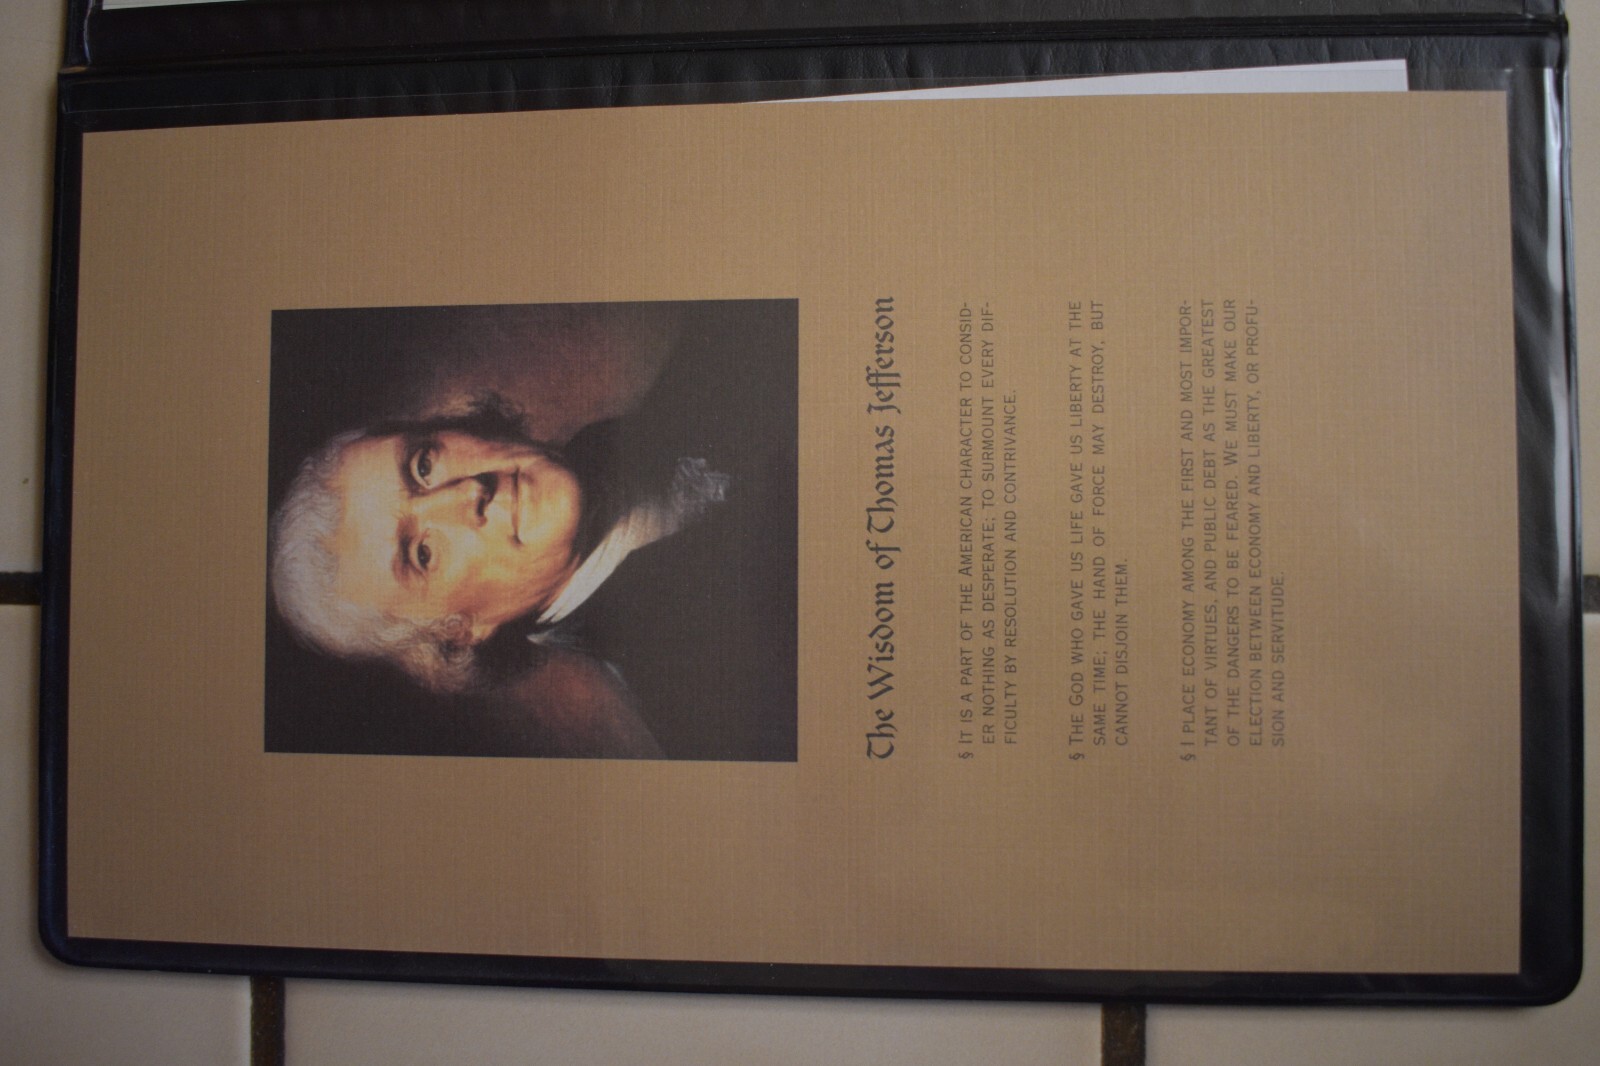 The Wisdom of Thomas Jefferson
§ IT IS A PART OF THE AMERICAN CHARACTER TO CONSID-
ER NOTHING AS DESPERATE; TO SURMOUNT EVERY DIF-
FICULTY BY RESOLUTION AND CONTRIVANCE.
§ THE GOD WHO GAVE US LIFE GAVE US LIBERTY AT THE
SAME TIME; THE HAND OF FORCE MAY DESTROY, BUT
CANNOT DISJOIN THEM.
§ I PLACE ECONOMY AMONG THE FIRST AND MOST IMPOR-
TANT OF VIRTUES, AND PUBLIC DEBT AS THE GREATEST
OF THE DANGERS TO BE FEARED. WE MUST MAKE OUR
ELECTION BETWEEN ECONOMY AND LIBERTY, OR PROFU-
SION AND SERVITUDE.